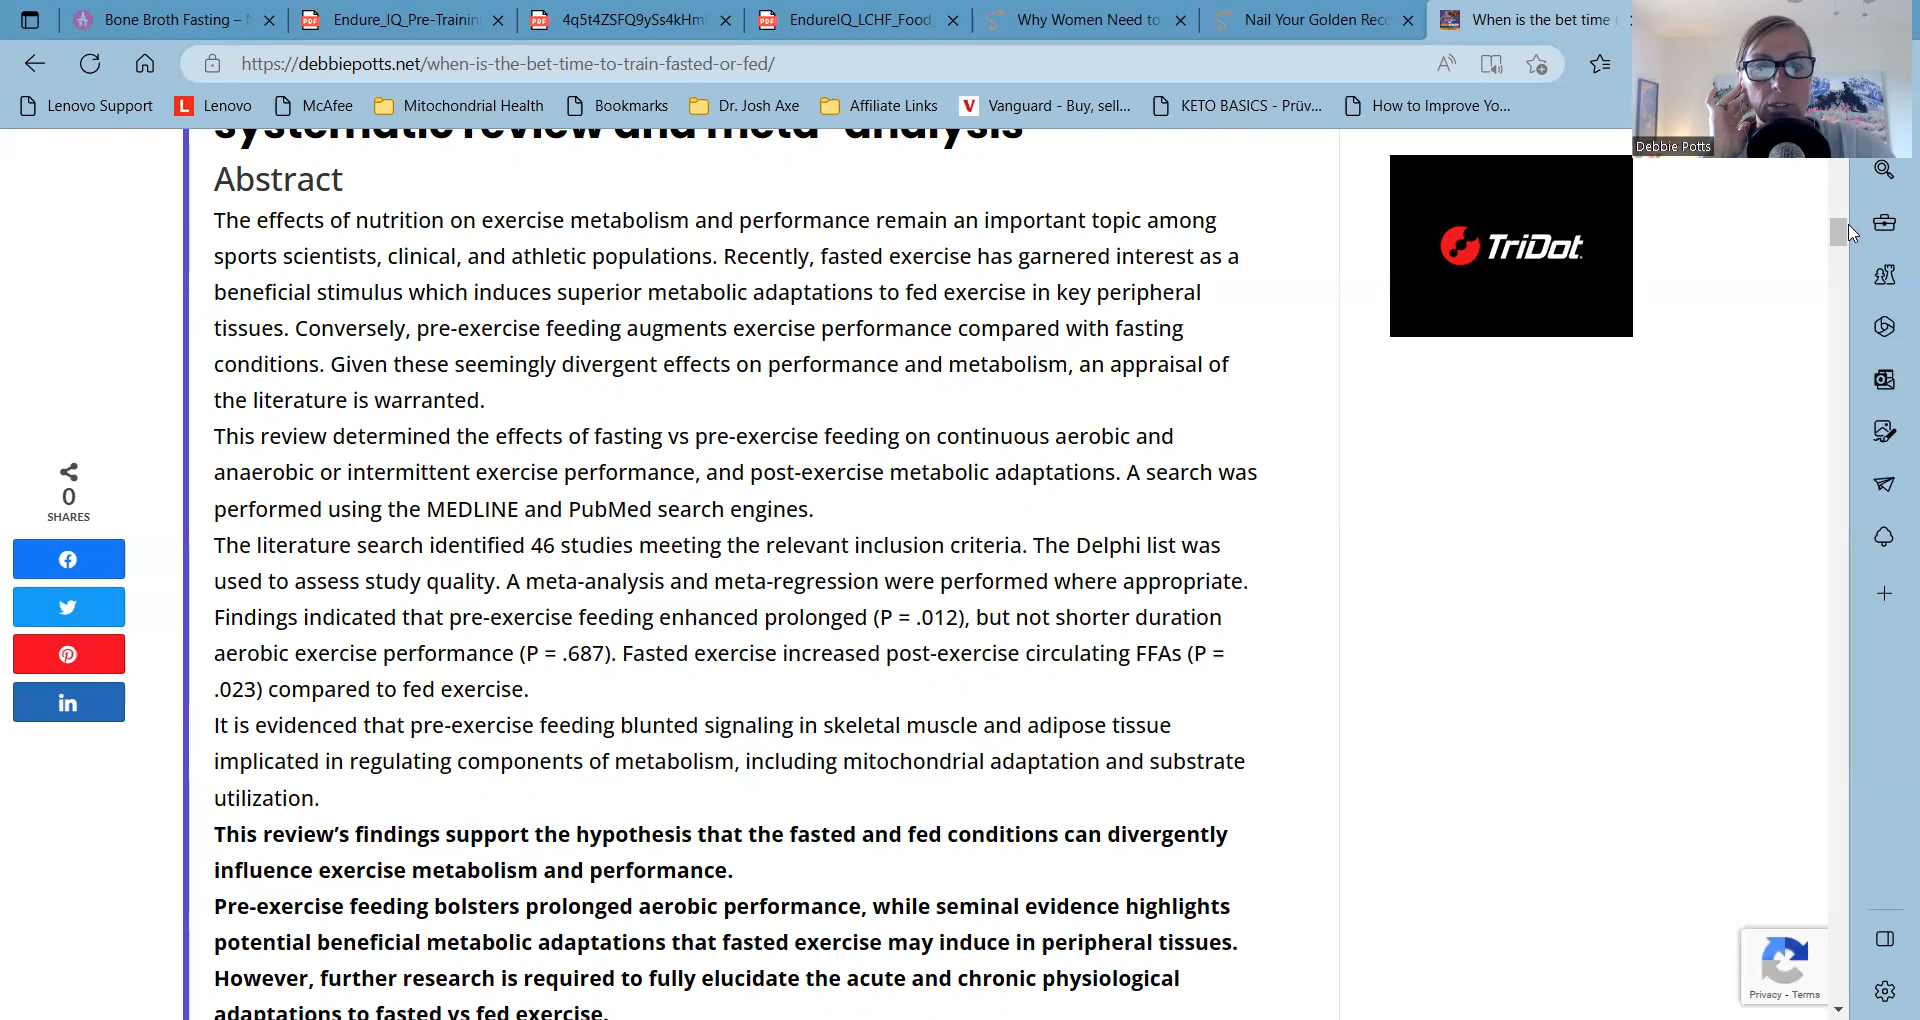 Bone Broth Fasting –
Endure_IQ_Pre-Training
4q5t4ZSFQ9ySs4kHm
EndureIQ_LCHF_Food_
Why Women Need to
Nail Your Golden Reco
When is the bet time
https://debbiepotts.net/when-is-the-bet-time-to-train-fasted-or-fed/
Lenovo Support
L Lenovo
McAfee
Mitochondrial Health
Bookmarks
Dr. Josh Axe
Affiliate Links
V Vanguard - Buy, sell...
KETO BASICS - Prüv...
How to Improve Yo...
Debbie Potts
systematic review and meta-analysis
Abstract
The effects of nutrition on exercise metabolism and performance remain an important topic among
sports scientists, clinical, and athletic populations. Recently, fasted exercise has garnered interest as a
beneficial stimulus which induces superior metabolic adaptations to fed exercise in key peripheral
tissues. Conversely, pre-exercise feeding augments exercise performance compared with fasting
conditions. Given these seemingly divergent effects on performance and metabolism, an appraisal of
the literature is warranted.
This review determined the effects of fasting vs pre-exercise feeding on continuous aerobic and
anaerobic or intermittent exercise performance, and post-exercise metabolic adaptations. A search was
performed using the MEDLINE and PubMed search engines.
The literature search identified 46 studies meeting the relevant inclusion criteria. The Delphi list was
used to assess study quality. A meta-analysis and meta-regression were performed where appropriate.
Findings indicated that pre-exercise feeding enhanced prolonged (P = .012), but not shorter duration
aerobic exercise performance (P = .687). Fasted exercise increased post-exercise circulating FFAs (P =
.023) compared to fed exercise.
It is evidenced that pre-exercise feeding blunted signaling in skeletal muscle and adipose tissue
implicated in regulating components of metabolism, including mitochondrial adaptation and substrate
utilization.
This review's findings support the hypothesis that the fasted and fed conditions can divergently
influence exercise metabolism and performance.
Pre-exercise feeding bolsters prolonged aerobic performance, while seminal evidence highlights
potential beneficial metabolic adaptations that fasted exercise may induce in peripheral tissues.
However, further research is required to fully elucidate the acute and chronic physiological
adaptations to fasted vs fed exercise.
0
SHARES
TriDot
Privacy - Terms